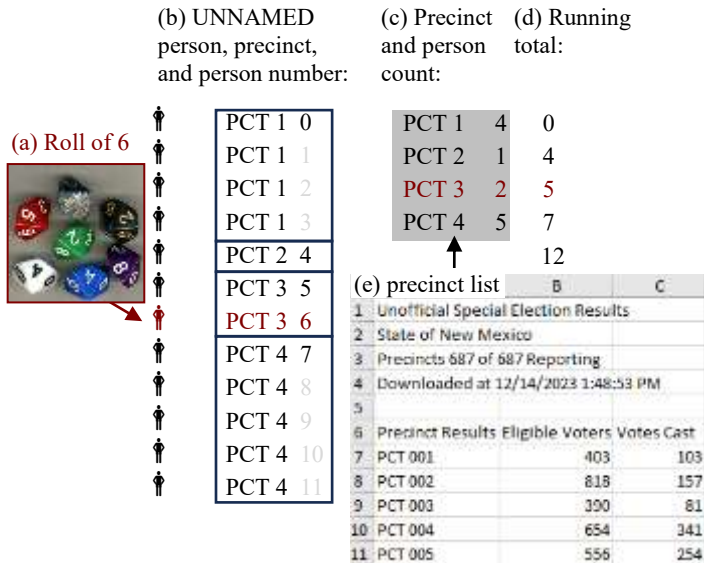 (b) UNNAMED
person, precinct,
and person number:
(c) Precinct
and person
count:
(d) Running
total:
(a) Roll of 6
PCT 1 0
PCT 1 1
PCT 1 2
PCT 1 3
PCT 2 4
PCT 3 5
PCT 3 6
PCT 4 7
PCT 4 8
PCT 4 9
PCT 4 10
PCT 4 11
PCT 1 4 0
PCT 2 1 4
PCT 3 2 5
PCT 4 5 7
12
(e) precinct list
B C
1 Unofficial Special Election Results
2 State of New Mexico
3 Precincts 687 of 687 Reporting
4 Downloaded at 12/14/2023 1:48:53 PM
5
6 Precinct Results Eligible Voters Votes Cast
7 PCT 001 403 103
8 PCT 002 818 157
9 PCT 003 390 81
10 PCT 004 654 341
11 PCT 005 556 254